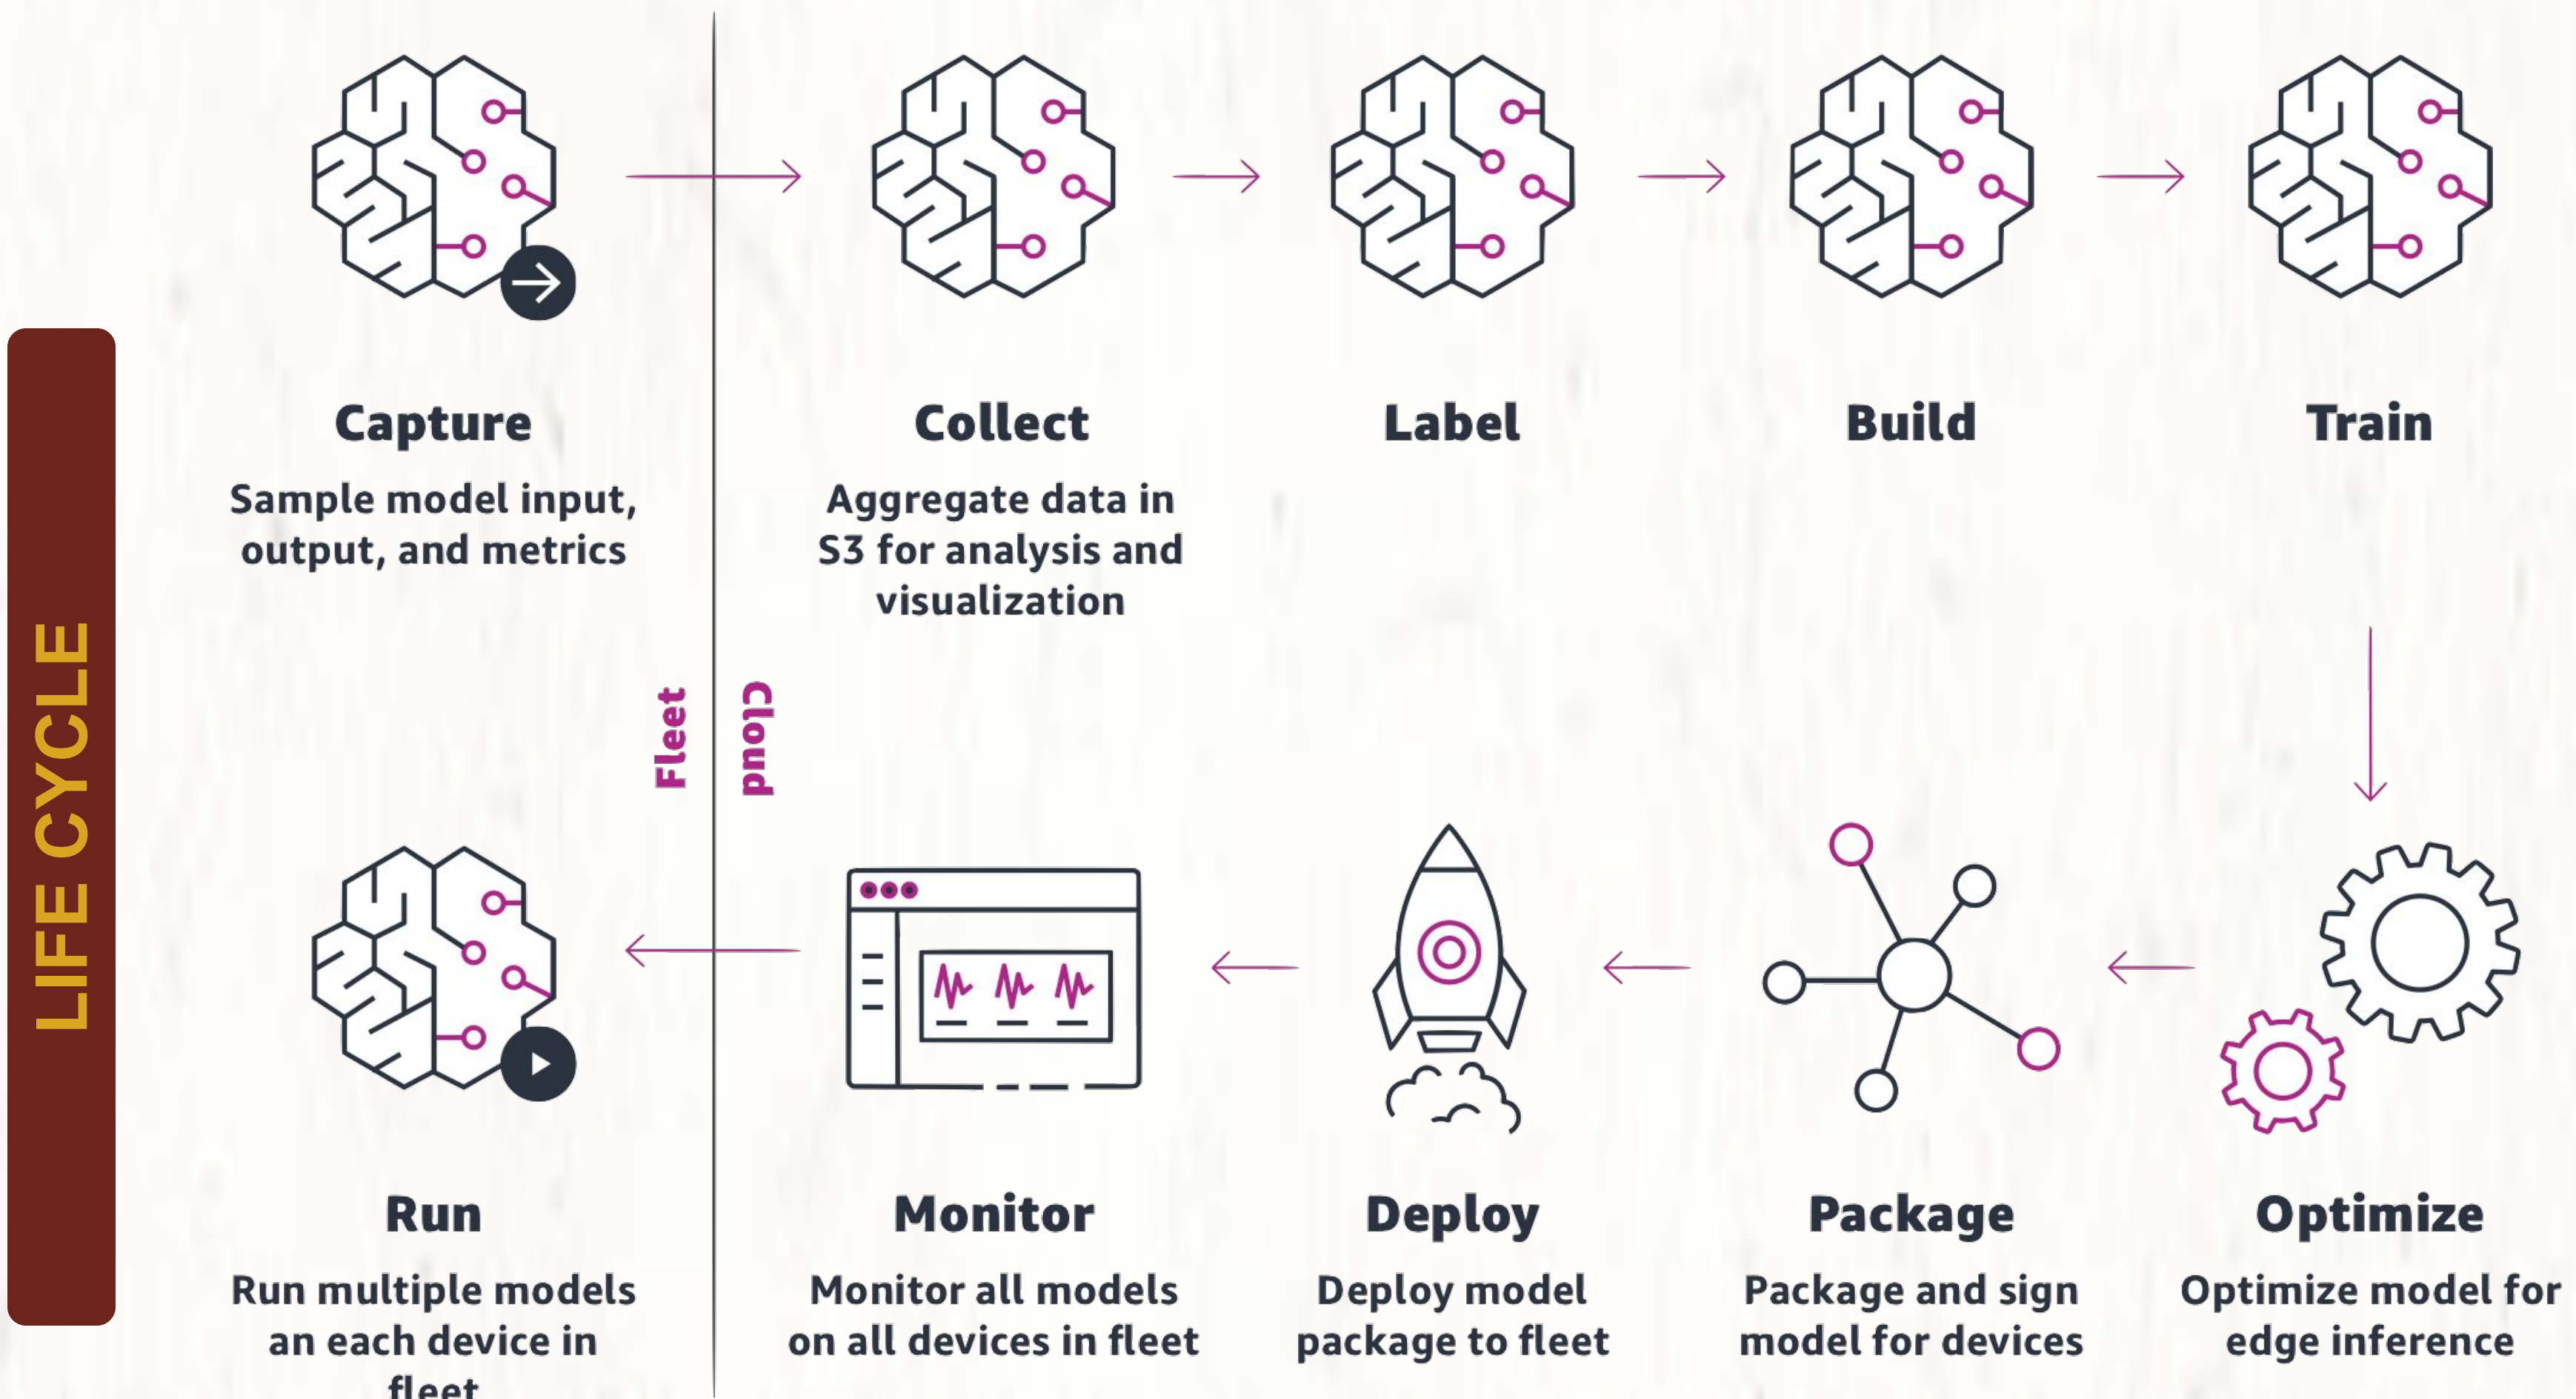 LIFE CYCLE
Capture
Sample model input,
output, and metrics
Collect
Aggregate data in
S3 for analysis and
visualization
Label
Build
Train
Fleet
Cloud
Run
Run multiple models
an each device in
fleet
Monitor
Monitor all models
on all devices in fleet
Deploy
Deploy model
package to fleet
Package
Package and sign
model for devices
Optimize
Optimize model for
edge inference